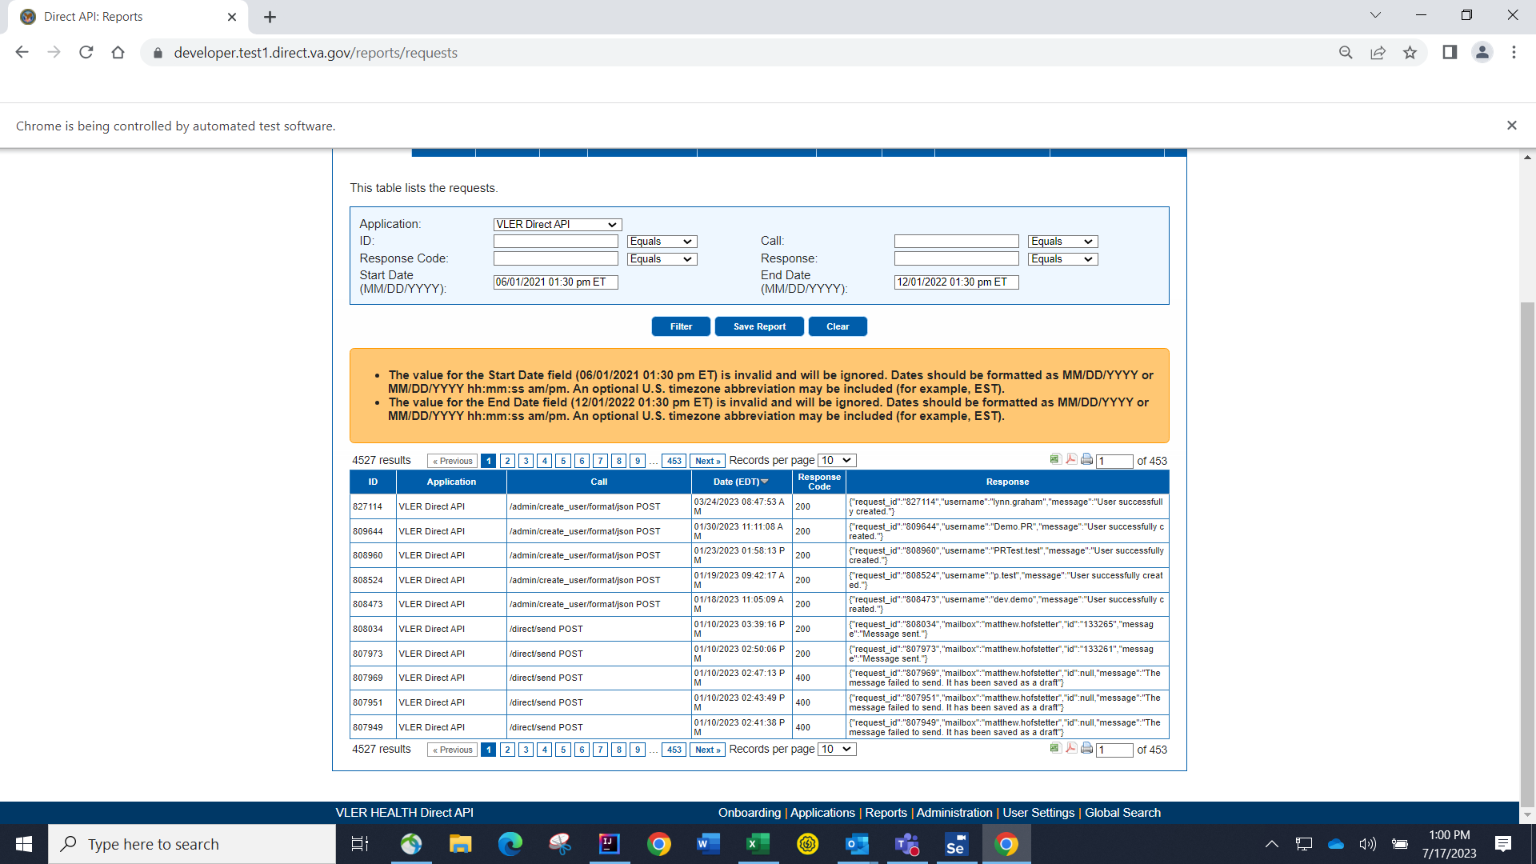 Direct API: Reports
developer.test1.direct.va.gov/reports/requests
Chrome is being controlled by automated test software.
This table lists the requests.
Application: VLER Direct API
ID: Equals Call: Equals
Response Code: Equals Response: Equals
Start Date (MM/DD/YYYY): 06/01/2021 01:30 pm ET End Date (MM/DD/YYYY): 12/01/2022 01:30 pm ET
Filter Save Report Clear
• The value for the Start Date field (06/01/2021 01:30 pm ET) is invalid and will be ignored. Dates should be formatted as MM/DD/YYYY or
MM/DD/YYYY hh:mm:ss am/pm. An optional U.S. timezone abbreviation may be included (for example, EST).
• The value for the End Date field (12/01/2022 01:30 pm ET) is invalid and will be ignored. Dates should be formatted as MM/DD/YYYY or
MM/DD/YYYY hh:mm:ss am/pm. An optional U.S. timezone abbreviation may be included (for example, EST).
4527 results « Previous 1 2 3 4 5 6 7 8 9 ... 453 Next » Records per page 10 1 of 453
ID Application Call Date (EDT) Response Code Response
827114 VLER Direct API /admin/create_user/format/json POST 03/24/2023 08:47:53 AM 200 {"request_id":"827114","username":"lynn.graham","message":"User successfully created."}
809644 VLER Direct API /admin/create_user/format/json POST 01/30/2023 11:11:08 AM 200 {"request_id":"809644","username":"Demo.PR","message":"User successfully created."}
808960 VLER Direct API /admin/create_user/format/json POST 01/23/2023 01:58:13 PM 200 {"request_id":"808960","username":"PRTest.test","message":"User successfully created."}
808524 VLER Direct API /admin/create_user/format/json POST 01/19/2023 09:42:17 AM 200 {"request_id":"808524","username":"p.test","message":"User successfully created."}
808473 VLER Direct API /admin/create_user/format/json POST 01/18/2023 11:05:09 AM 200 {"request_id":"808473","username":"dev.demo","message":"User successfully created."}
808034 VLER Direct API /direct/send POST 01/10/2023 03:39:16 PM 200 {"request_id":"808034","mailbox":"matthew.hofstetter","id":"133265","message":"Message sent."}
807973 VLER Direct API /direct/send POST 01/10/2023 02:50:06 PM 200 {"request_id":"807973","mailbox":"matthew.hofstetter","id":"133261","message":"Message sent."}
807969 VLER Direct API /direct/send POST 01/10/2023 02:47:13 PM 400 {"request_id":"807969","mailbox":"matthew.hofstetter","id":null,"message":"The message failed to send. It has been saved as a draft"}
807951 VLER Direct API /direct/send POST 01/10/2023 02:43:49 PM 400 {"request_id":"807951","mailbox":"matthew.hofstetter","id":null,"message":"The message failed to send. It has been saved as a draft"}
807949 VLER Direct API /direct/send POST 01/10/2023 02:41:38 PM 400 {"request_id":"807949","mailbox":"matthew.hofstetter","id":null,"message":"The message failed to send. It has been saved as a draft"}
4527 results « Previous 1 2 3 4 5 6 7 8 9 ... 453 Next » Records per page 10 1 of 453
VLER HEALTH Direct API Onboarding | Applications | Reports | Administration | User Settings | Global Search
Type here to search
1:00 PM
7/17/2023